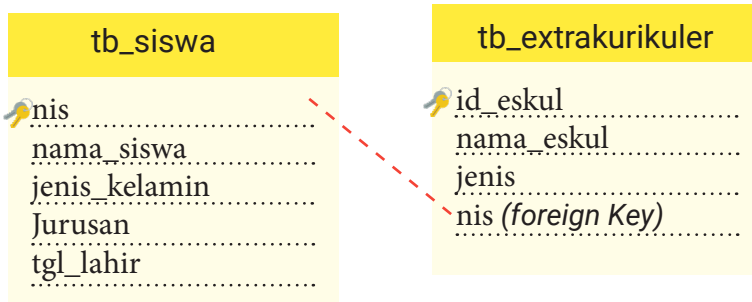 tb_siswa
nis
nama_siswa
jenis_kelamin
Jurusan
tgl_lahir
tb_extrakurikuler
id_eskul
nama_eskul
jenis
nis (foreign Key)